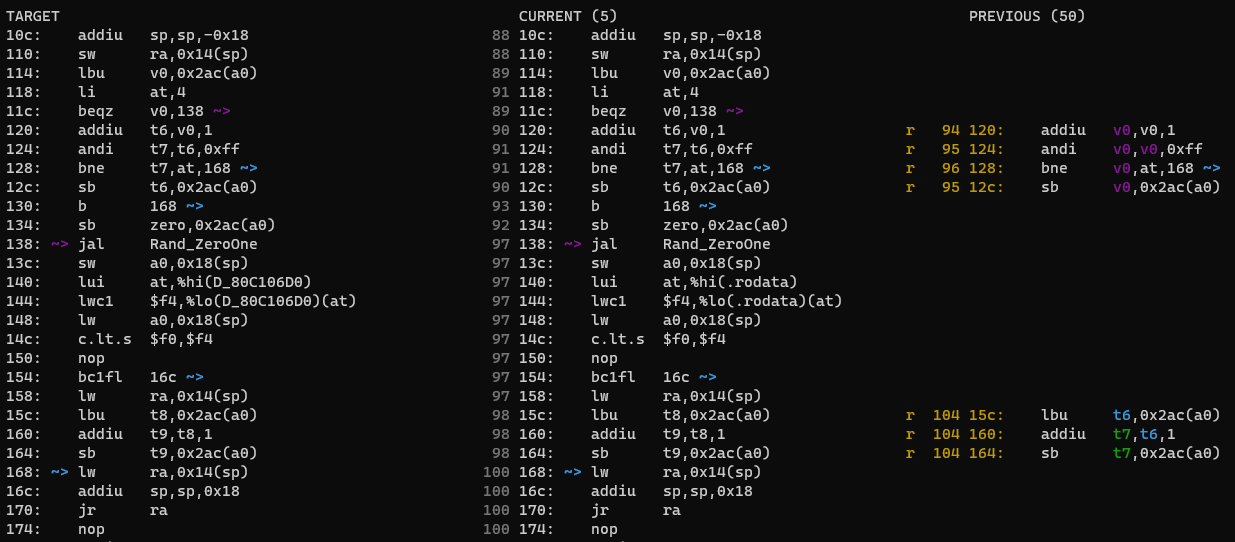 TARGET CURRENT (5) PREVIOUS (50)
10c: addiu sp,sp,-0x18 88 10c: addiu sp,sp,-0x18
110: sw ra,0x14(sp) 88 110: sw ra,0x14(sp)
114: lbu v0,0x2ac(a0) 89 114: lbu v0,0x2ac(a0)
118: li at,4 91 118: li at,4
11c: beqz v0,138 ~> 89 11c: beqz v0,138 ~>
120: addiu t6,v0,1 90 120: addiu t6,v0,1 r 94 120: addiu v0,v0,1
124: andi t7,t6,0xff 91 124: andi t7,t6,0xff r 95 124: andi v0,v0,0xff
128: bne t7,at,168 ~> 91 128: bne t7,at,168 ~> r 96 128: bne v0,at,168 ~>
12c: sb t6,0x2ac(a0) 90 12c: sb t6,0x2ac(a0) r 95 12c: sb v0,0x2ac(a0)
130: b 168 ~> 93 130: b 168 ~>
134: sb zero,0x2ac(a0) 92 134: sb zero,0x2ac(a0)
138: ~> jal Rand_ZeroOne 97 138: ~> jal Rand_ZeroOne
13c: sw a0,0x18(sp) 97 13c: sw a0,0x18(sp)
140: lui at,%hi(D_80C106D0) 97 140: lui at,%hi(.rodata)
144: lwc1 $f4,%lo(D_80C106D0)(at) 97 144: lwc1 $f4,%lo(.rodata)(at)
148: lw a0,0x18(sp) 97 148: lw a0,0x18(sp)
14c: c.lt.s $f0,$f4 97 14c: c.lt.s $f0,$f4
150: nop 97 150: nop
154: bc1fl 16c ~> 97 154: bc1fl 16c ~>
158: lw ra,0x14(sp) 97 158: lw ra,0x14(sp)
15c: lbu t8,0x2ac(a0) 98 15c: lbu t8,0x2ac(a0) r 104 15c: lbu t6,0x2ac(a0)
160: addiu t9,t8,1 98 160: addiu t9,t8,1 r 104 160: addiu t7,t6,1
164: sb t9,0x2ac(a0) 98 164: sb t9,0x2ac(a0) r 104 164: sb t7,0x2ac(a0)
168: ~> lw ra,0x14(sp) 100 168: ~> lw ra,0x14(sp)
16c: addiu sp,sp,0x18 100 16c: addiu sp,sp,0x18
170: jr ra 100 170: jr ra
174: nop 100 174: nop